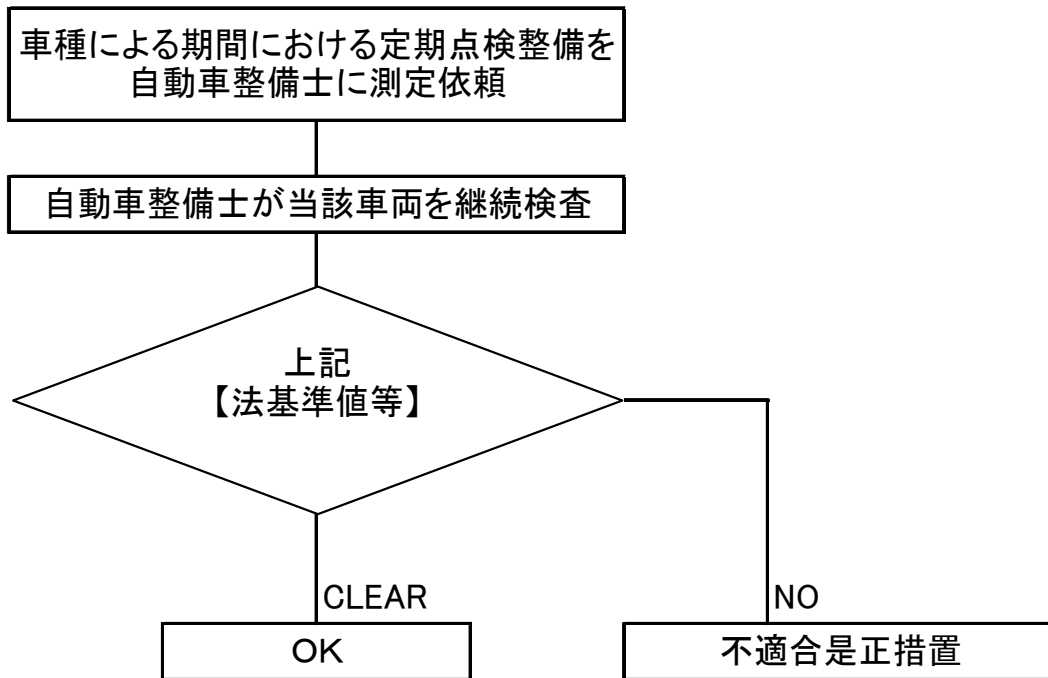 車種による期間における定期点検整備を
自動車整備士に測定依頼
自動車整備士が当該車両を継続検査
上記
【法基準値等】
CLEAR
NO
OK
不適合是正措置